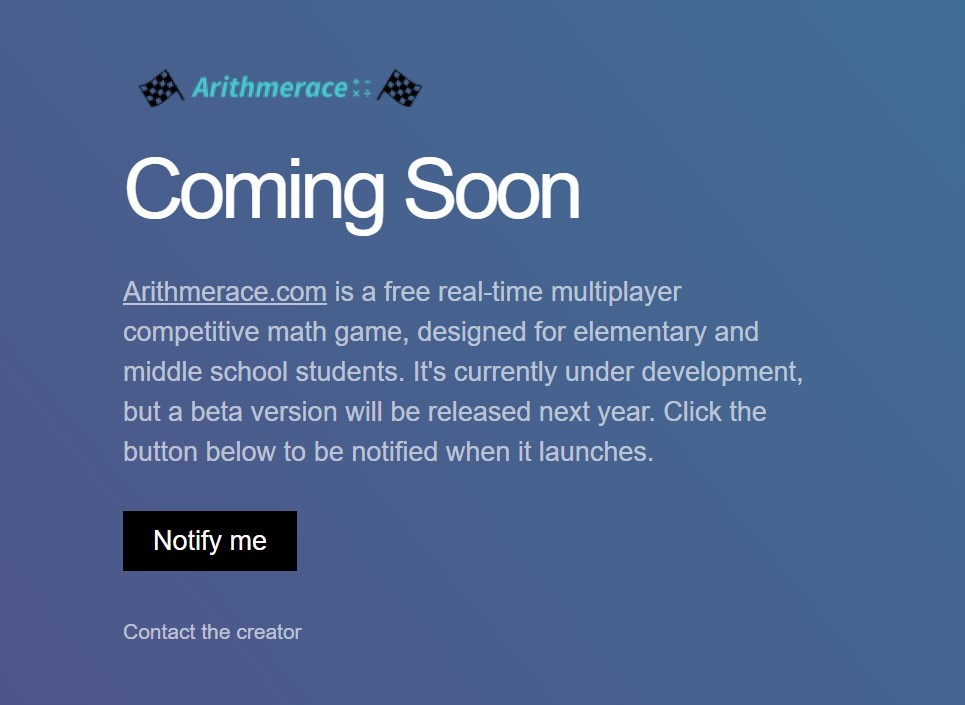 Arithmerace + - × ÷
Coming Soon
Arithmerace.com is a free real-time multiplayer
competitive math game, designed for elementary and
middle school students. It's currently under development,
but a beta version will be released next year. Click the
button below to be notified when it launches.
Notify me
Contact the creator